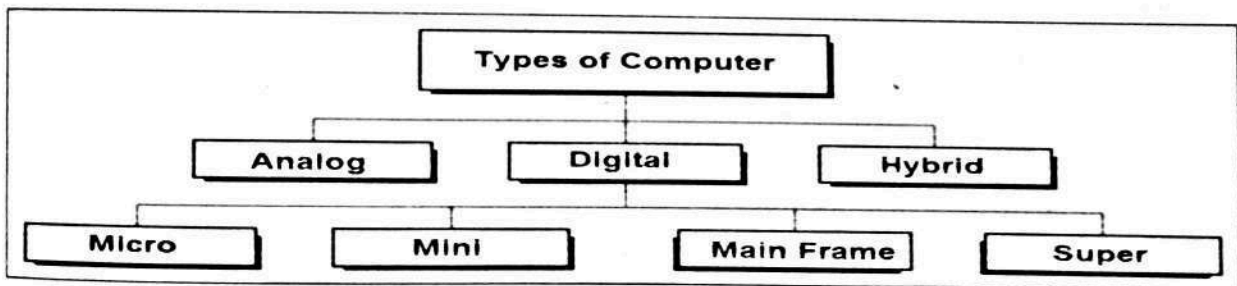 Types of Computer
Analog Digital Hybrid
Micro Mini Main Frame Super